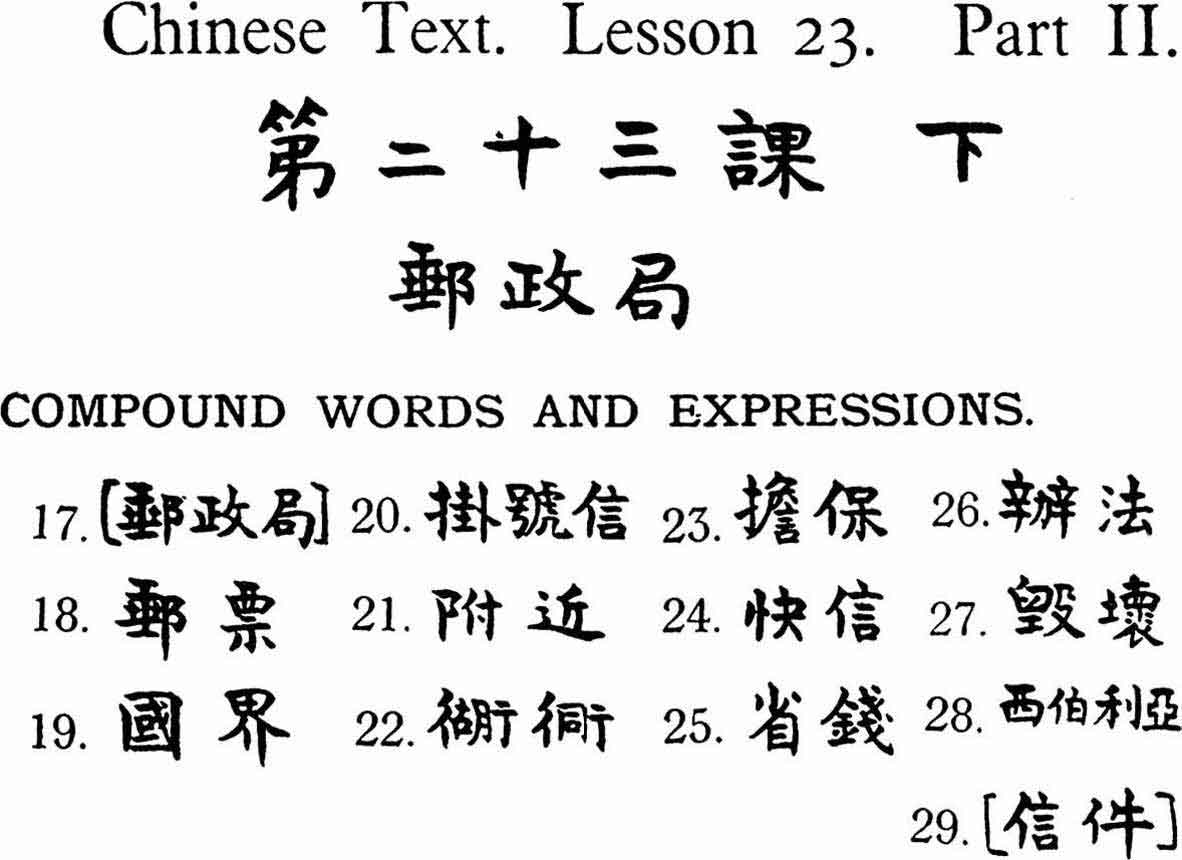 Chinese Text. Lesson 23. Part II.
第二十三課 下
郵政局
COMPOUND WORDS AND EXPRESSIONS.
17. [郵政局] 20. 掛號信 23. 擔保 26. 辦法
18. 郵票 21. 附近 24. 快信 27. 毀壞
19. 國界 22. 衚衕 25. 省錢 28. 西伯利亞
29. [信件]